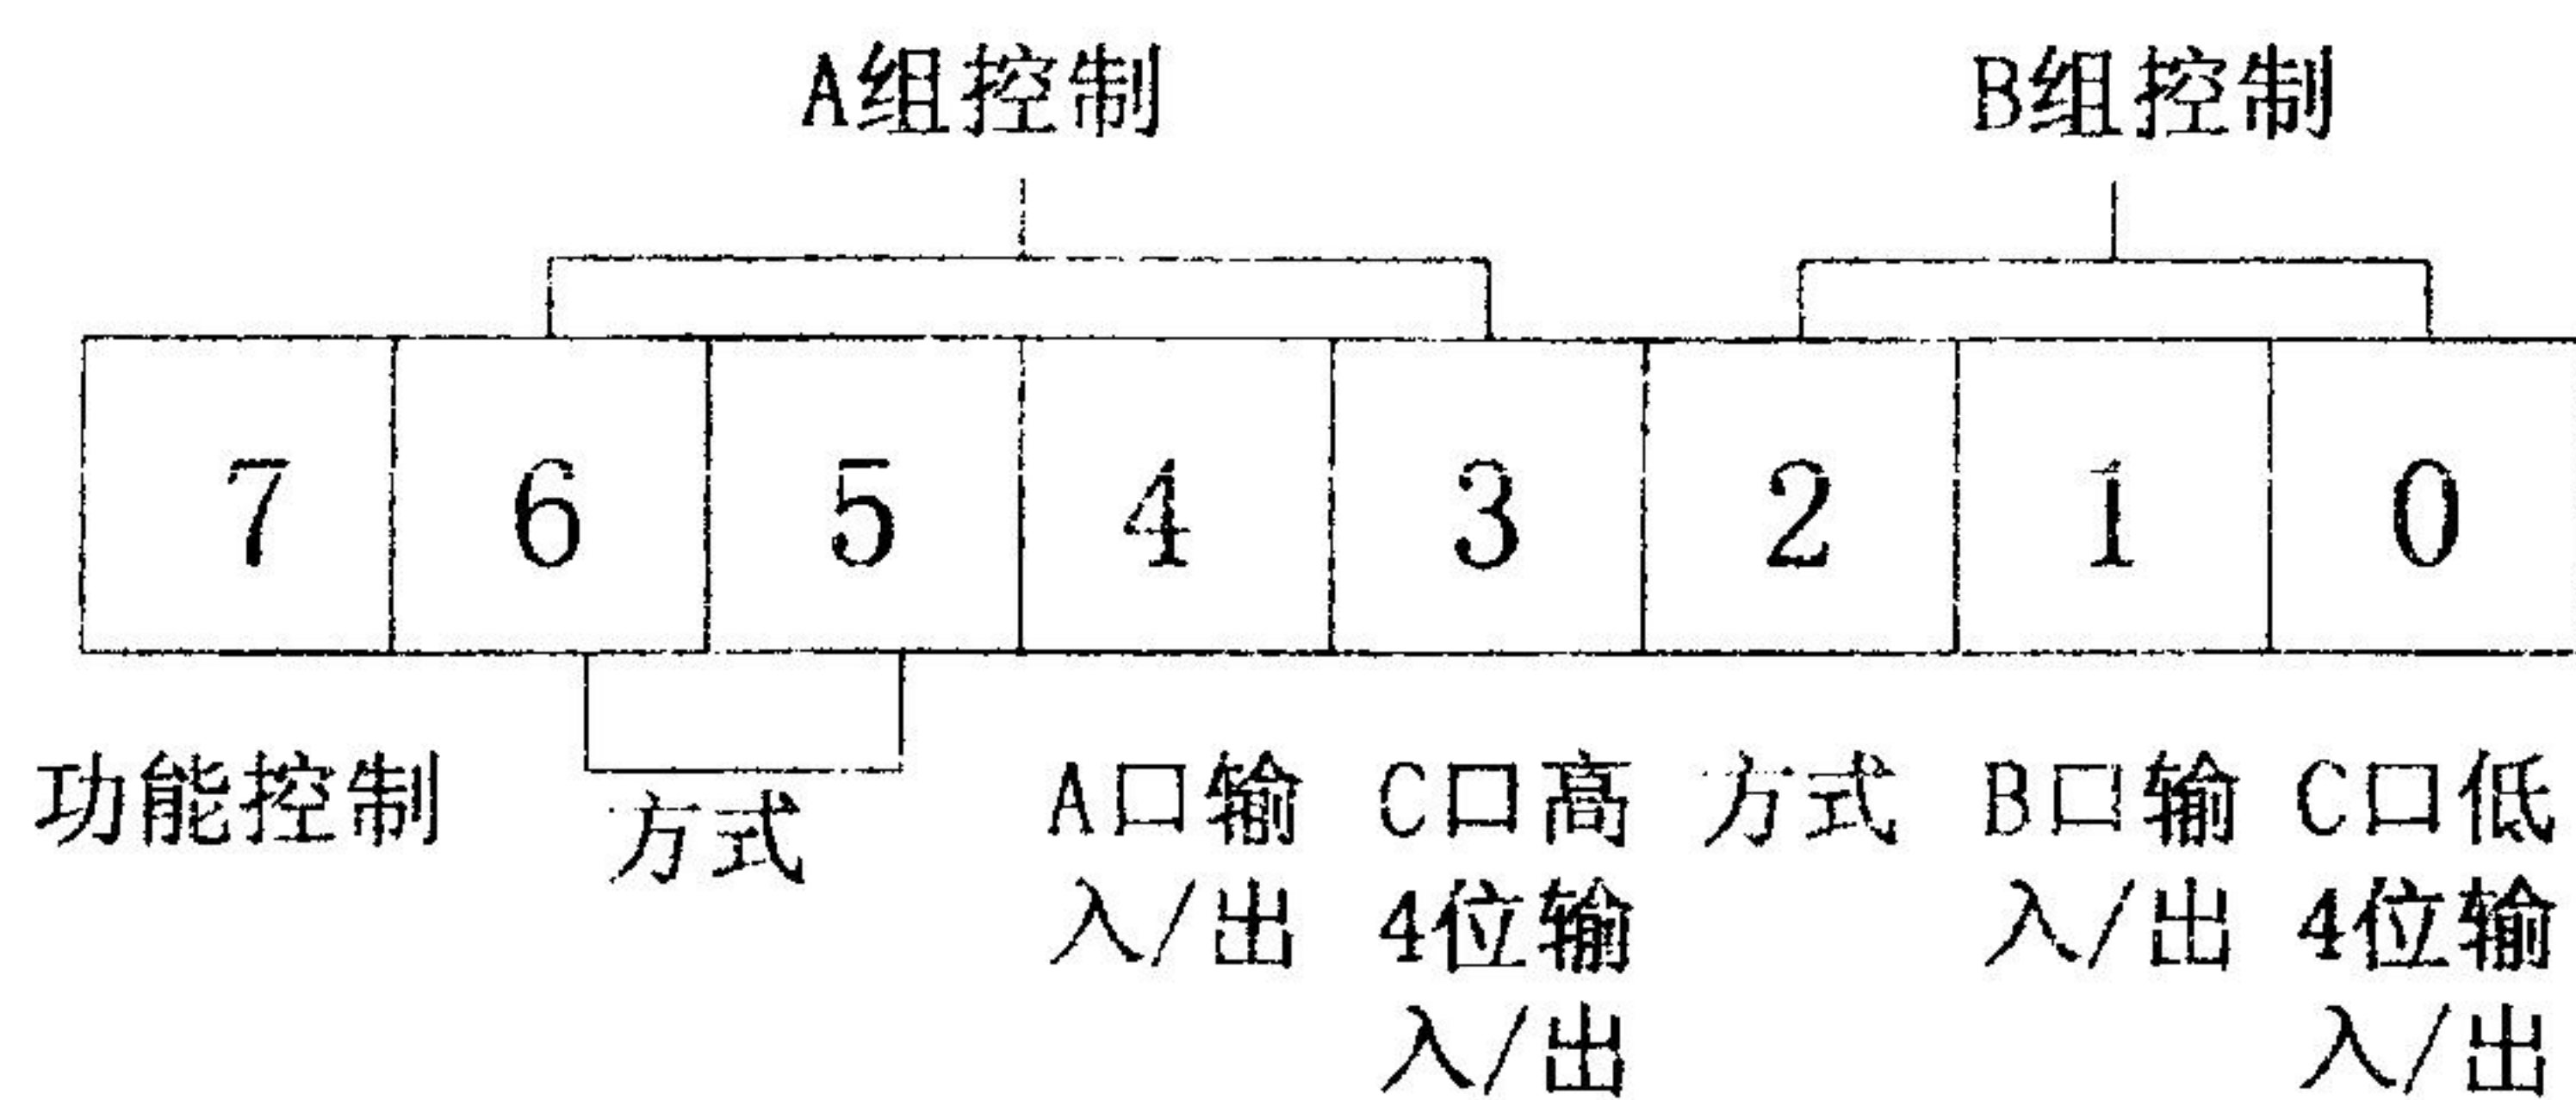 A组控制 B组控制
7 6 5 4 3 2 1 0
功能控制 方式 A口输 C口高 方式 B口输 C口低
入/出 4位输 入/出 4位输
入/出 入/出